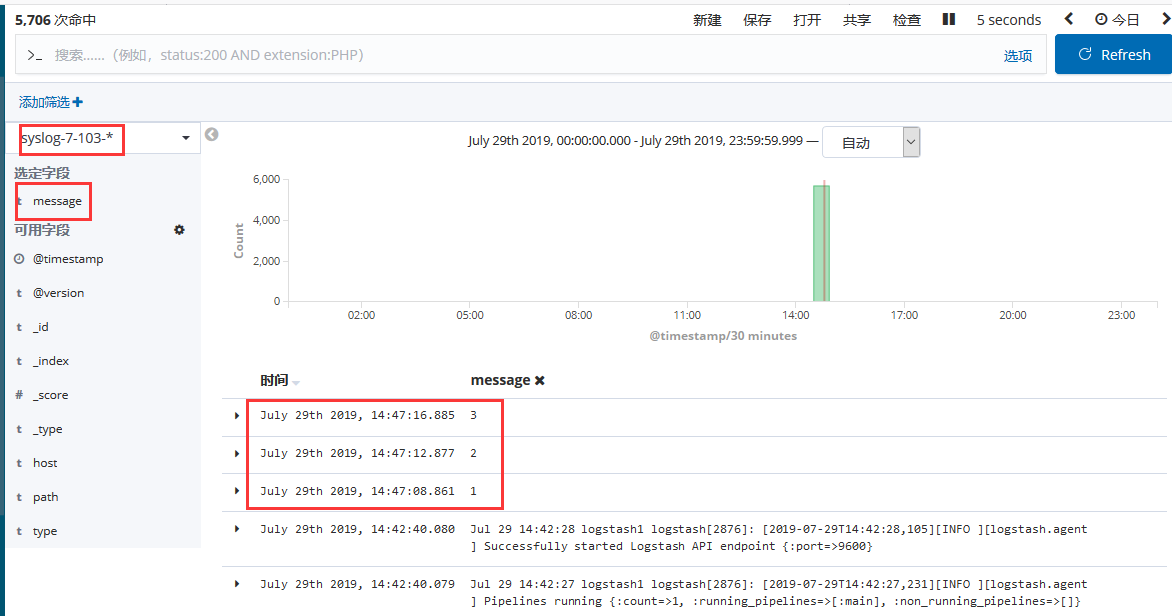 5,706 次命中 新建 保存 打开 共享 检查 5 seconds 今日
>_ 搜索...... (例如，status:200 AND extension:PHP) 选项 Refresh
添加筛选
syslog-7-103-*
July 29th 2019, 00:00:00.000 - July 29th 2019, 23:59:59.999 — 自动
选定字段
t message
可用字段
@timestamp
t @version
t _id
t _index
# _score
t _type
t host
t path
t type
Count
6,000
4,000
2,000
0
02:00 05:00 08:00 11:00 14:00 17:00 20:00 23:00
@timestamp/30 minutes
时间 message
July 29th 2019, 14:47:16.885 3
July 29th 2019, 14:47:12.877 2
July 29th 2019, 14:47:08.861 1
July 29th 2019, 14:42:40.080 Jul 29 14:42:28 logstash1 logstash[2876]: [2019-07-29T14:42:28,105][INFO ][logstash.agent
] Successfully started Logstash API endpoint {:port=>9600}
July 29th 2019, 14:42:40.079 Jul 29 14:42:27 logstash1 logstash[2876]: [2019-07-29T14:42:27,231][INFO ][logstash.agent
] Pipelines running {:count=>1, :running_pipelines=>[:main], :non_running_pipelines=>[]}